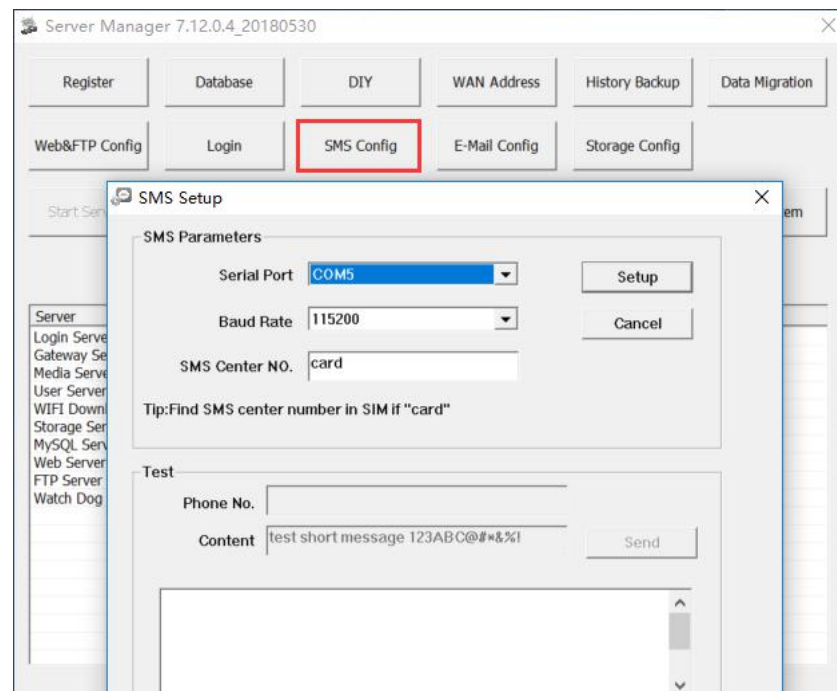 Server Manager 7.12.0.4_20180530
Register Database DIY WAN Address History Backup Data Migration
Web&FTP Config Login SMS Config E-Mail Config Storage Config
Start Ser
em
SMS Setup
SMS Parameters
Serial Port COM5 Setup
Baud Rate 115200 Cancel
SMS Center NO. card
Tip:Find SMS center number in SIM if "card"
Test
Phone No.
Content test short message 123ABC@#*&%! Send
Server
Login Serve
Gateway Se
Media Serve
User Server
WIFI Downl
Storage Ser
MySQL Serv
Web Server
FTP Server
Watch Dog